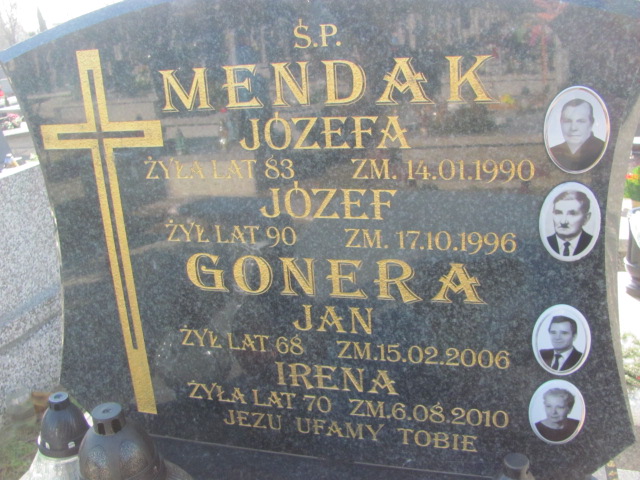 Ś.P.
MENDAK
JÓZEFA
ŻYŁA LAT 83 ZM. 14.01.1990
JÓZEF
ŻYŁ LAT 90 ZM. 17.10.1996
GONERA
JAN
ŻYŁ LAT 68 ZM.15.02.2006
IRENA
ŻYŁA LAT 70 ZM.6.08.2010
JEZU UFAMY TOBIE